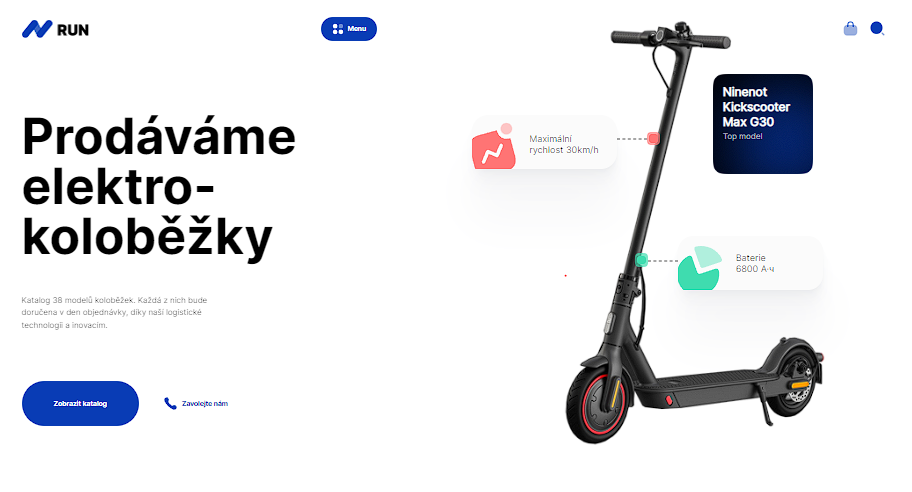 RUN
Menu
Ninenot
Kickscooter
Max G30
Top model
Prodáváme
elektro-
koloběžky
Maximální
rychlost 30km/h
Baterie
6800 А·ч
Katalog 38 modelů koloběžek. Každá z nich bude
doručena v den objednávky, díky naší logistické
technologii a inovacím.
Zobrazit katalog
Zavolejte nám